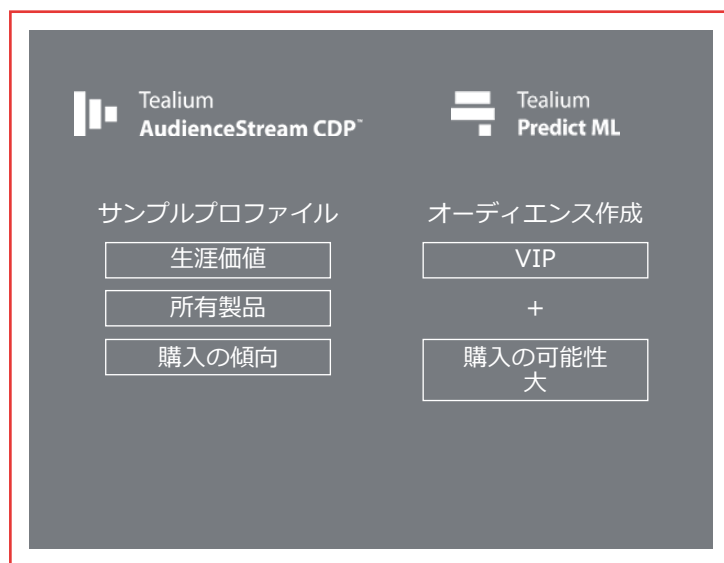 Tealium
AudienceStream CDP™
サンプルプロファイル
生涯価値
所有製品
購入の傾向
Tealium
Predict ML
オーディエンス作成
VIP
+
購入の可能性
大